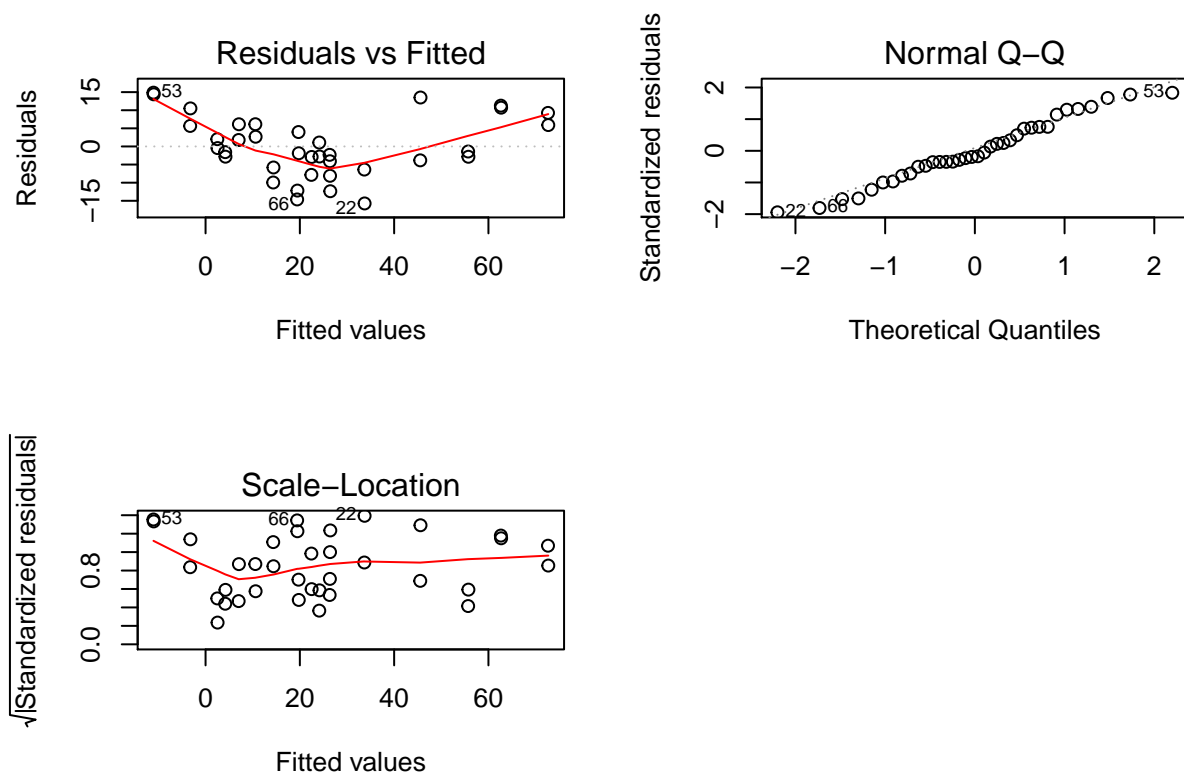 Residuals vs Fitted
Residuals
15
0
−15
53
66
22
0 20 40 60
Fitted values
Normal Q−Q
Standardized residuals
2
0
−2
53
22
66
−2 −1 0 1 2
Theoretical Quantiles
Scale−Location
√|Standardized residuals|
0.8
0.0
53
66
22
0 20 40 60
Fitted values